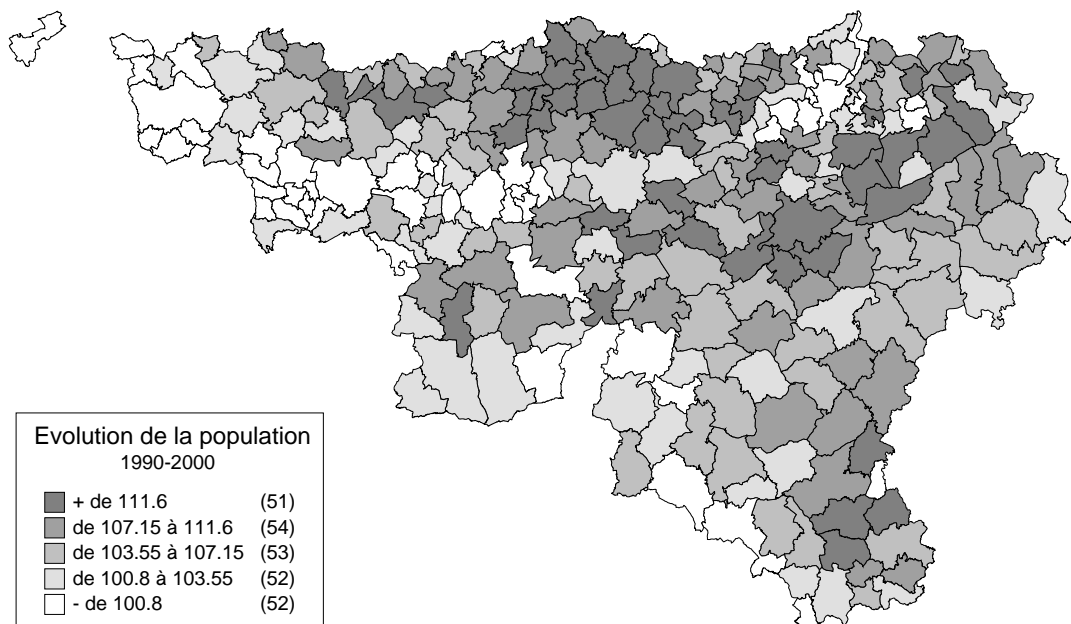 Evolution de la population
1990-2000
+ de 111.6 (51)
de 107.15 à 111.6 (54)
de 103.55 à 107.15 (53)
de 100.8 à 103.55 (52)
- de 100.8 (52)